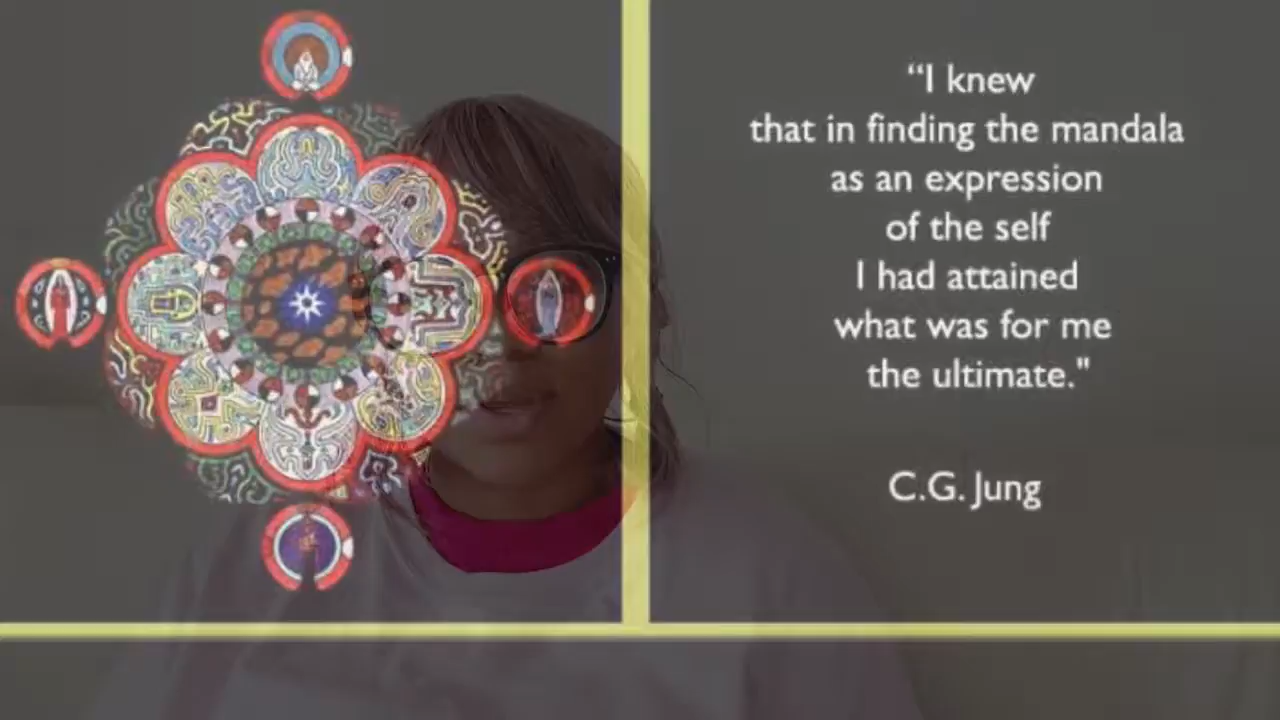 “I knew
that in finding the mandala
as an expression
of the self
I had attained
what was for me
the ultimate."
C.G. Jung